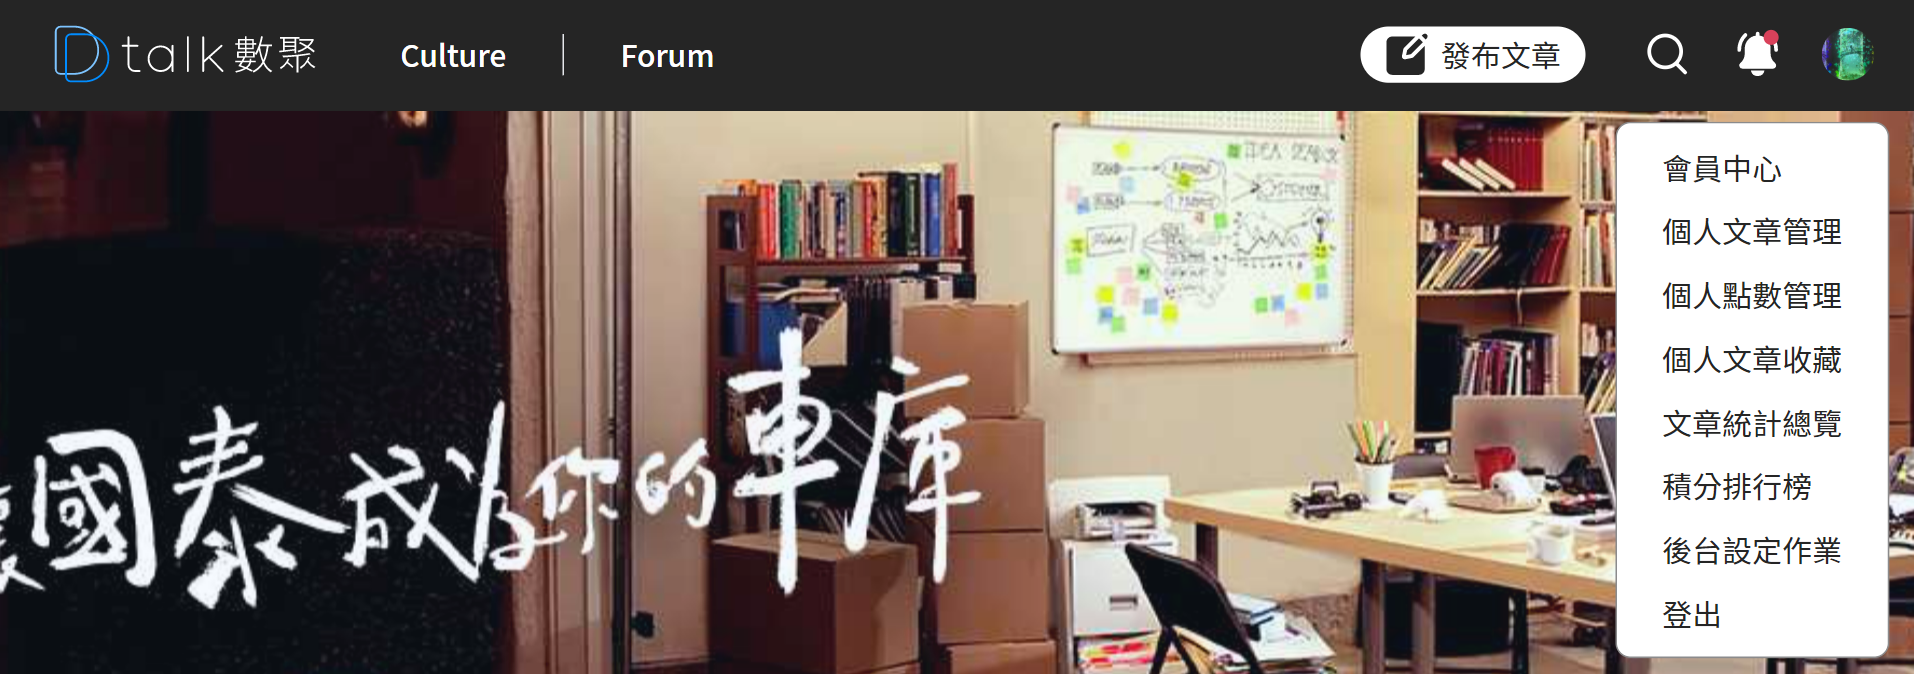 Dtalk 數聚
Culture
Forum
發布文章
會員中心
個人文章管理
個人點數管理
個人文章收藏
文章統計總覽
積分排行榜
後台設定作業
登出
IDEA
讓國泰成為你的車庫